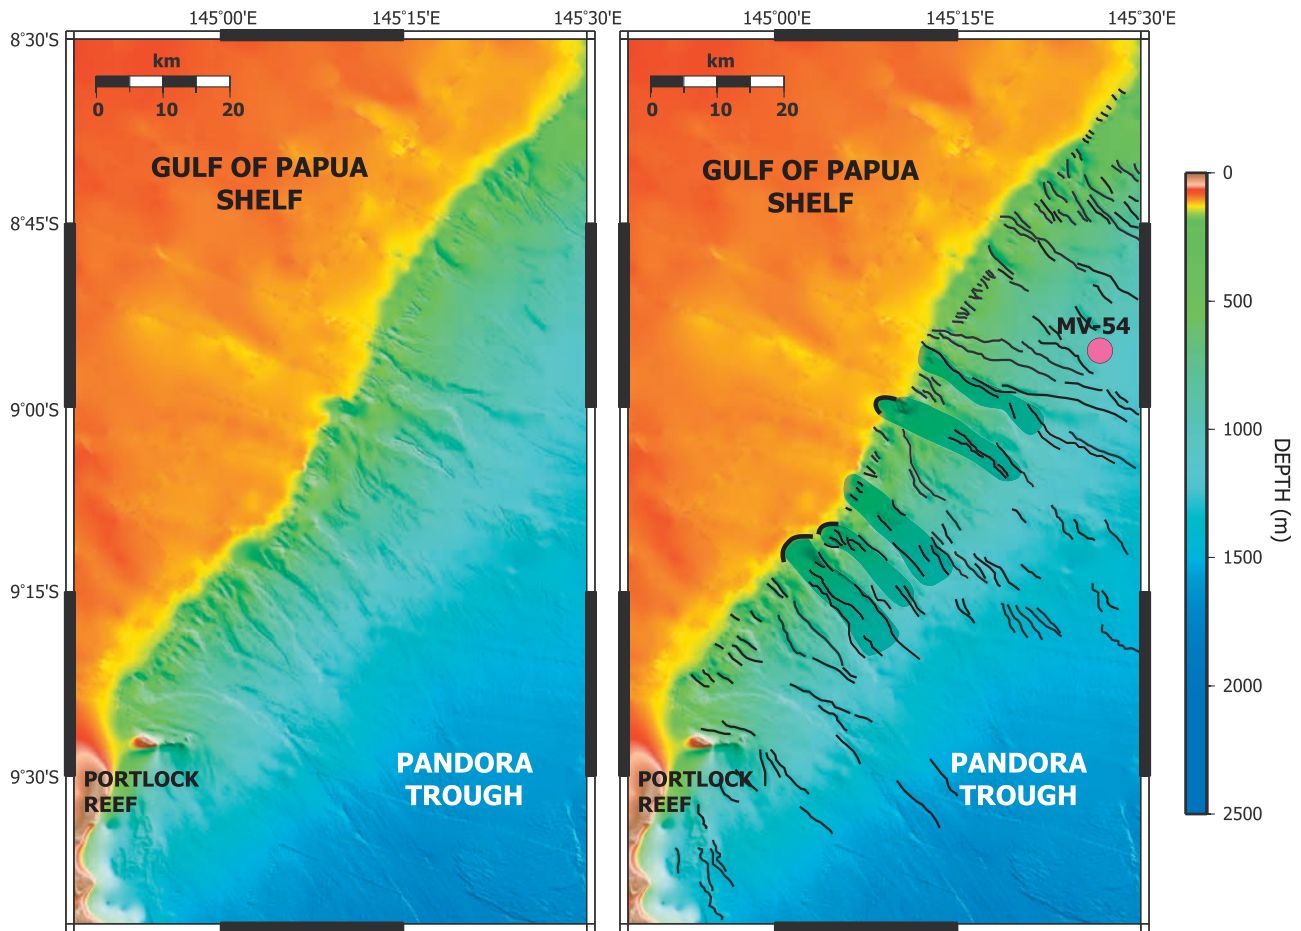 145°00'E 145°15'E 145°30'E 145°00'E 145°15'E 145°30'E
8°30'S
km km
0 10 20 0 10 20
GULF OF PAPUA
SHELF
GULF OF PAPUA
SHELF
0
8°45'S
500
MV-54
9°00'S
1000
DEPTH (m)
1500
9°15'S
2000
PANDORA
TROUGH
PANDORA
TROUGH
9°30'S
PORTLOCK
REEF
PORTLOCK
REEF
2500